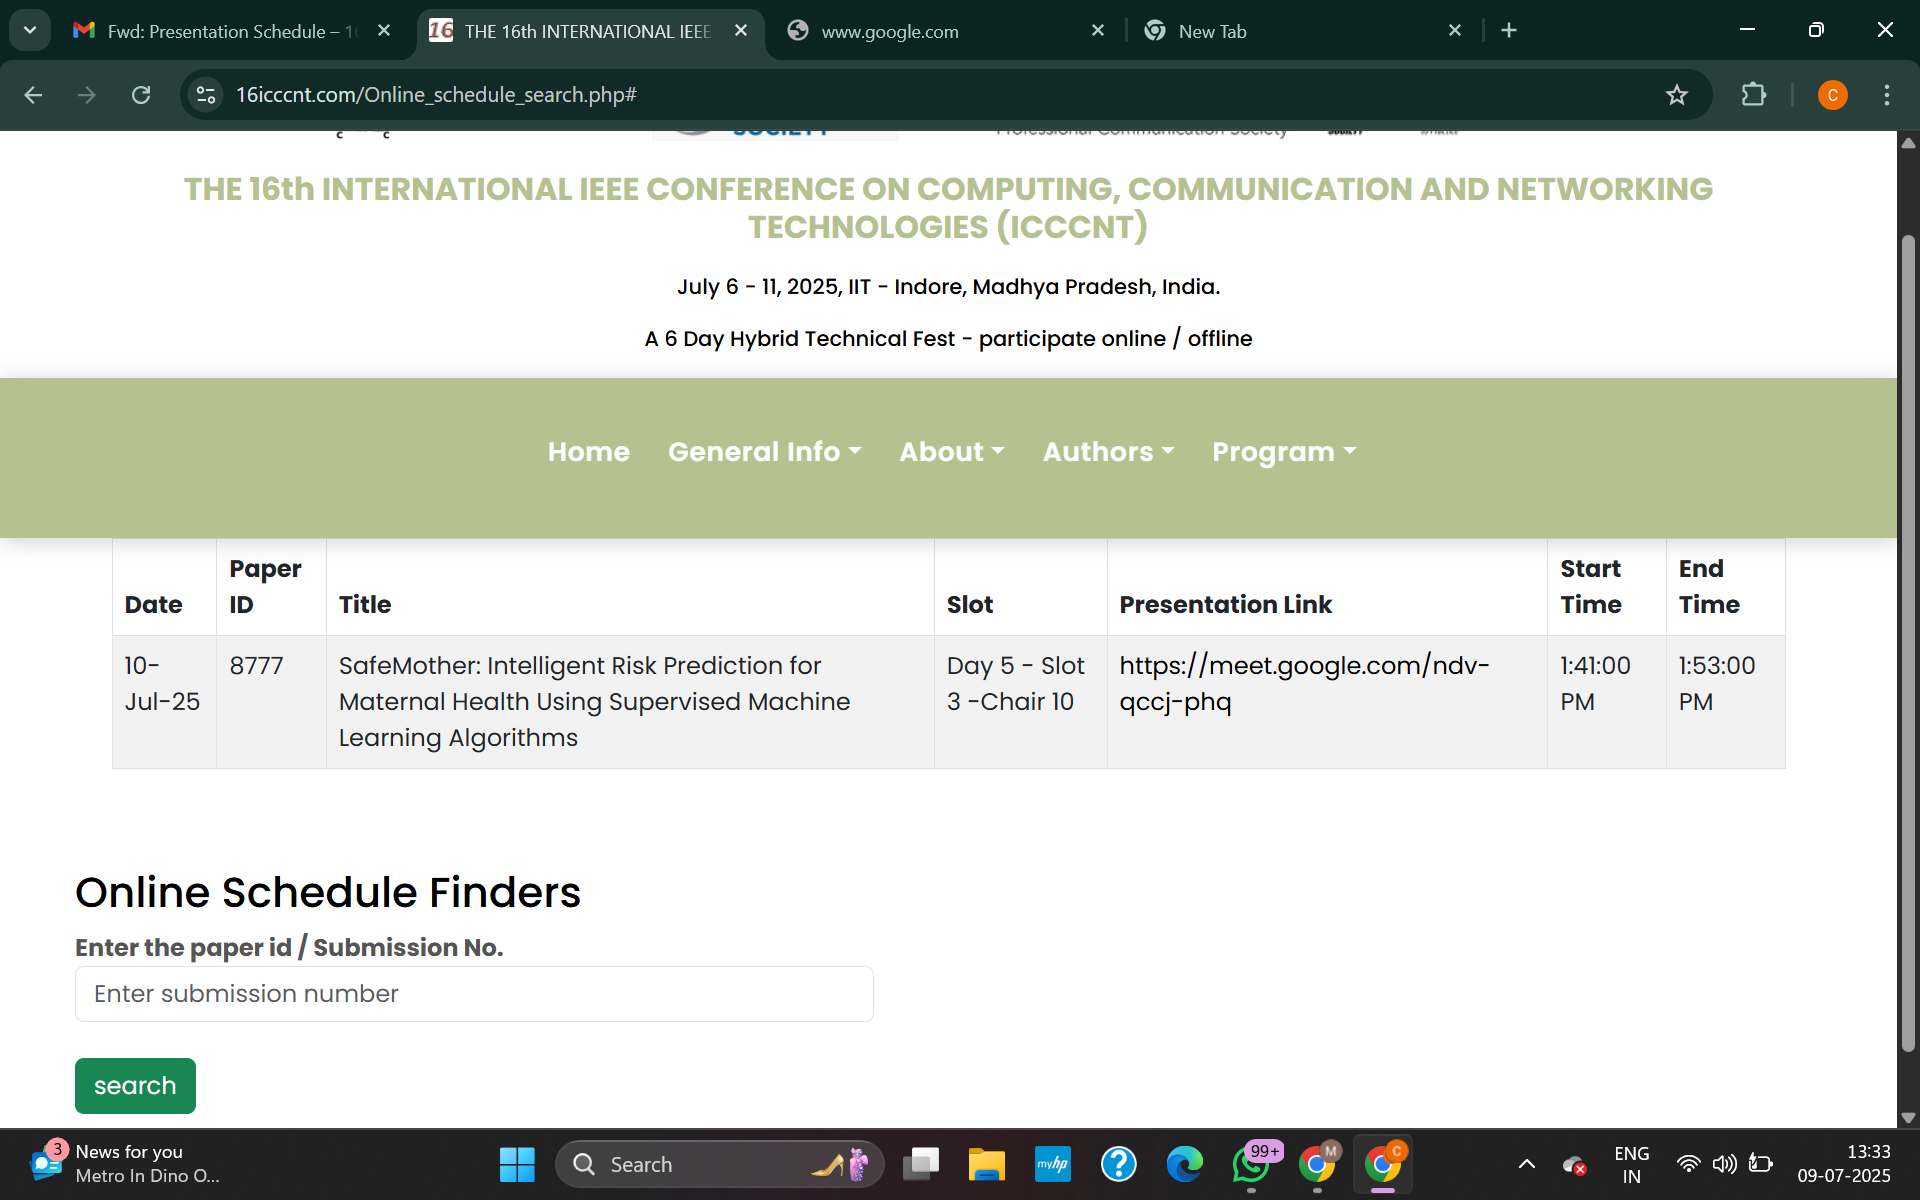 Fwd: Presentation Schedule – 16
THE 16th INTERNATIONAL IEEE
www.google.com
New Tab
16icccnt.com/Online_schedule_search.php#
C
C C
SOCIETY
Professional Communication Society
THE 16th INTERNATIONAL IEEE CONFERENCE ON COMPUTING, COMMUNICATION AND NETWORKING
TECHNOLOGIES (ICCCNT)
July 6 - 11, 2025, IIT - Indore, Madhya Pradesh, India.
A 6 Day Hybrid Technical Fest - participate online / offline
Home General Info About Authors Program
Date
Paper
ID
Title
Slot
Presentation Link
Start
Time
End
Time
10-
Jul-25
8777
SafeMother: Intelligent Risk Prediction for
Maternal Health Using Supervised Machine
Learning Algorithms
Day 5 - Slot
3 -Chair 10
https://meet.google.com/ndv-
qccj-phq
1:41:00
PM
1:53:00
PM
Online Schedule Finders
Enter the paper id / Submission No.
Enter submission number
search
3
News for you
Metro In Dino O...
Search
myhp
99+
M
C
ENG
IN
13:33
09-07-2025